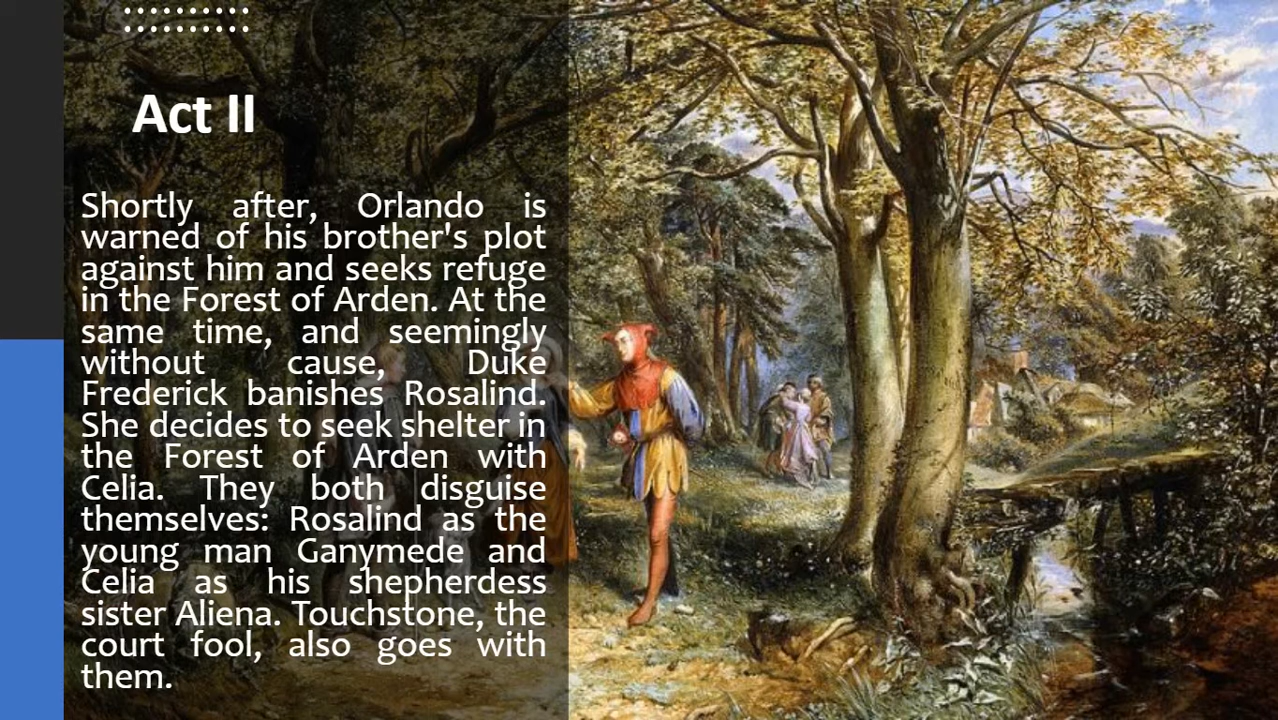 Act II
Shortly after, Orlando is
warned of his brother's plot
against him and seeks refuge
in the Forest of Arden. At the
same time, and seemingly
without cause, Duke
Frederick banishes Rosalind.
She decides to seek shelter in
the Forest of Arden with
Celia. They both disguise
themselves: Rosalind as the
young man Ganymede and
Celia as his shepherdess
sister Aliena. Touchstone, the
court fool, also goes with
them.